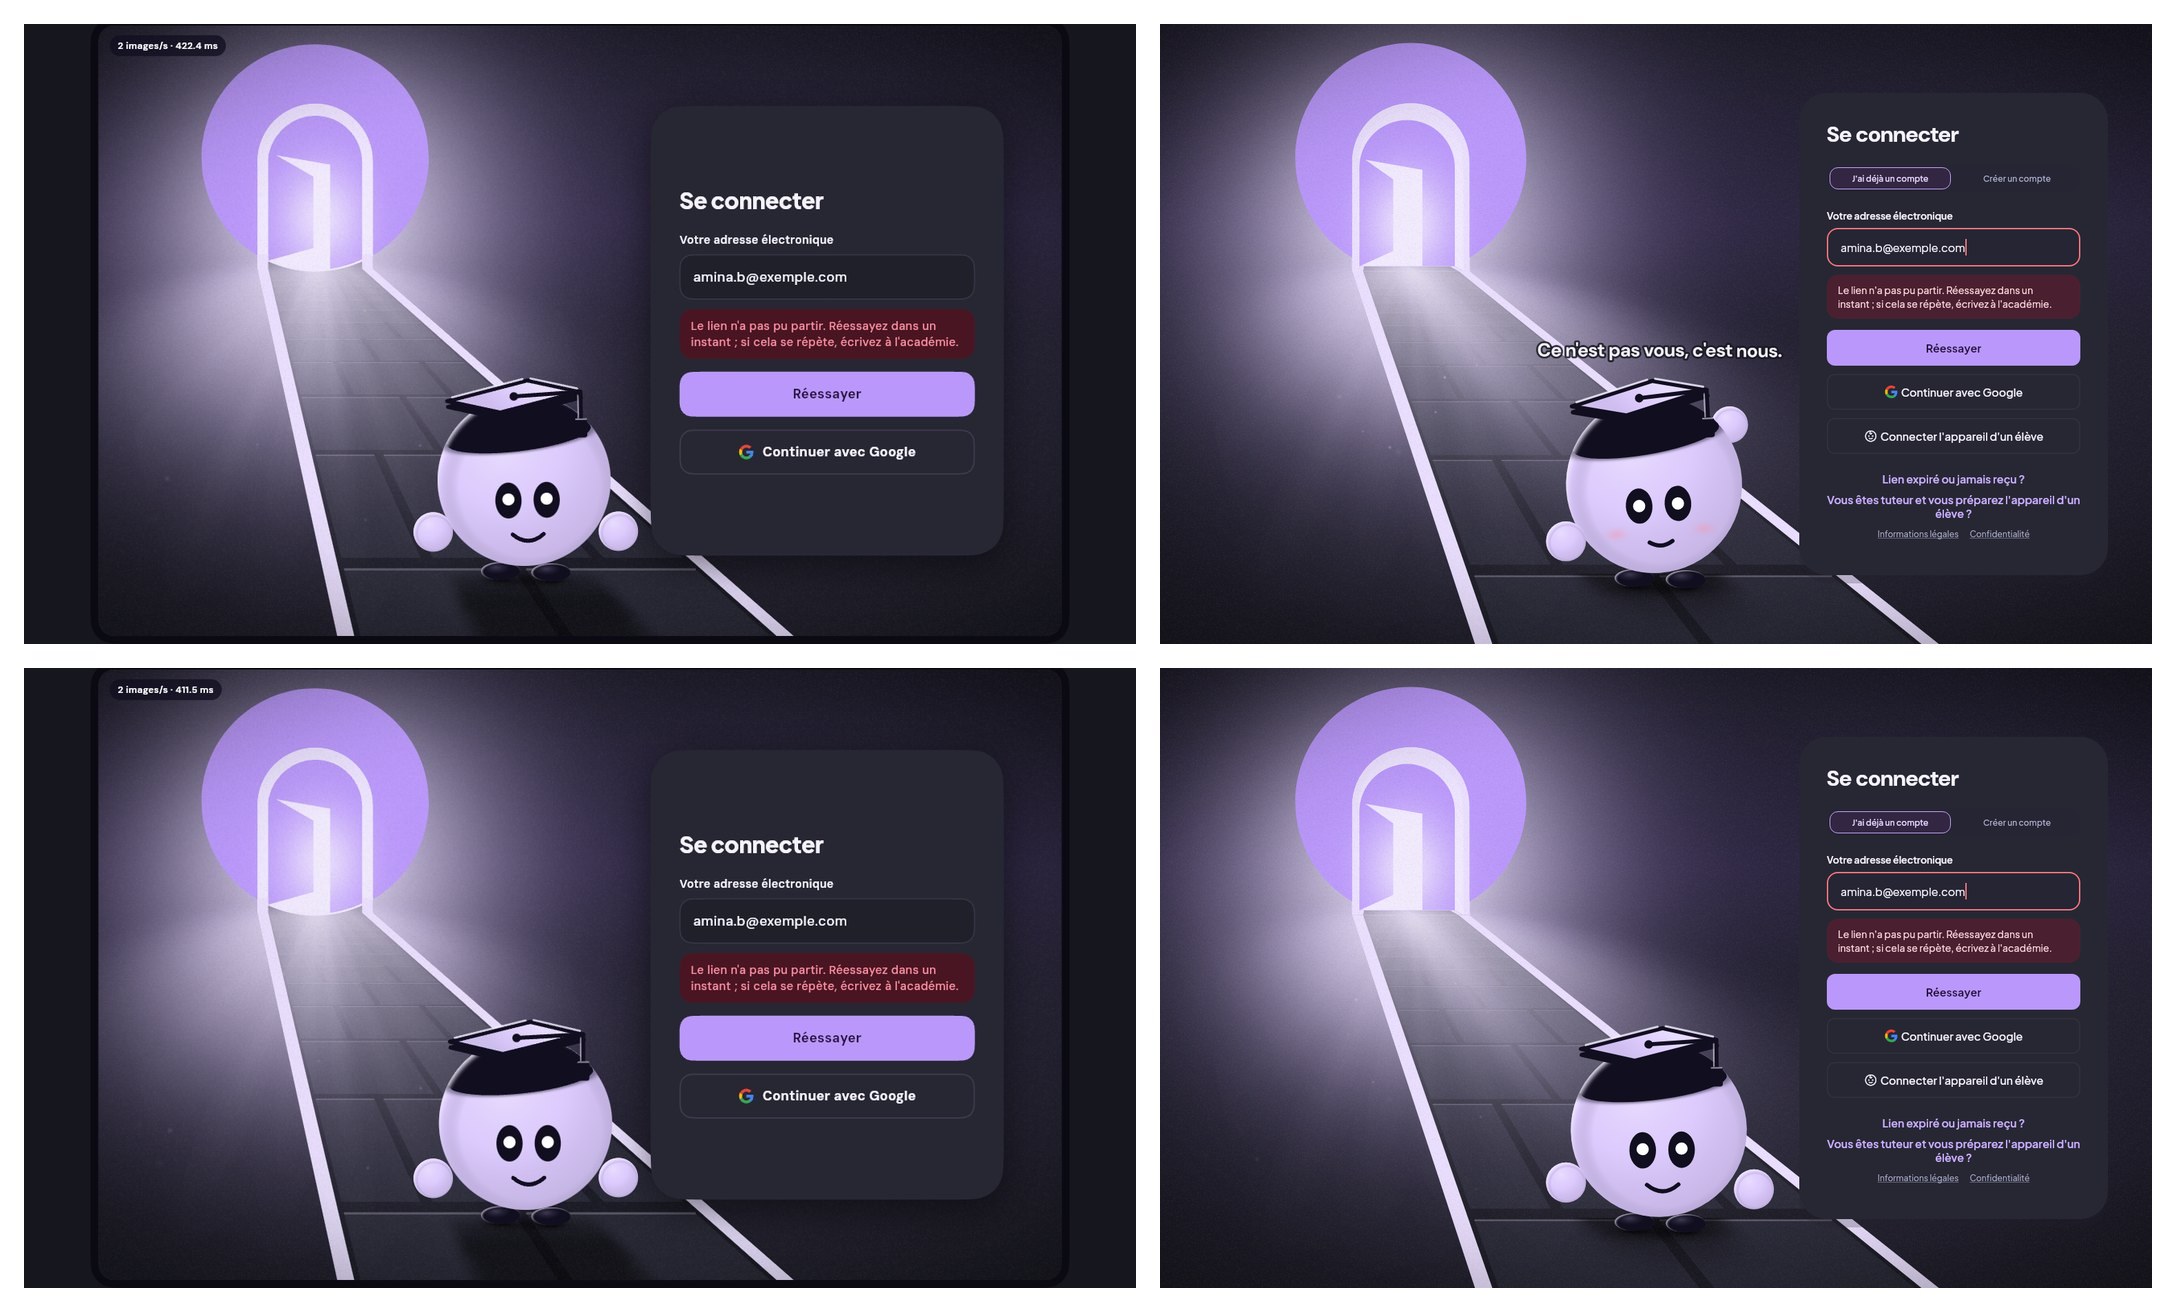 2 images/s - 422.4 ms
Se connecter
Votre adresse électronique
amina.b@exemple.com
Le lien n'a pas pu partir. Réessayez dans un
instant ; si cela se répète, écrivez à l'académie.
Réessayer
Continuer avec Google
Ce n'est pas vous, c'est nous.
Se connecter
J'ai déjà un compte
Créer un compte
Votre adresse électronique
amina.b@exemple.com
Le lien n'a pas pu partir. Réessayez dans un
instant ; si cela se répète, écrivez à l'académie.
Réessayer
Continuer avec Google
Connecter l'appareil d'un élève
Lien expiré ou jamais reçu ?
Vous êtes tuteur et vous préparez l'appareil d'un
élève ?
Informations légales Confidentialité
2 images/s - 411.5 ms
Se connecter
Votre adresse électronique
amina.b@exemple.com
Le lien n'a pas pu partir. Réessayez dans un
instant ; si cela se répète, écrivez à l'académie.
Réessayer
Continuer avec Google
Se connecter
J'ai déjà un compte
Créer un compte
Votre adresse électronique
amina.b@exemple.com
Le lien n'a pas pu partir. Réessayez dans un
instant ; si cela se répète, écrivez à l'académie.
Réessayer
Continuer avec Google
Connecter l'appareil d'un élève
Lien expiré ou jamais reçu ?
Vous êtes tuteur et vous préparez l'appareil d'un
élève ?
Informations légales Confidentialité